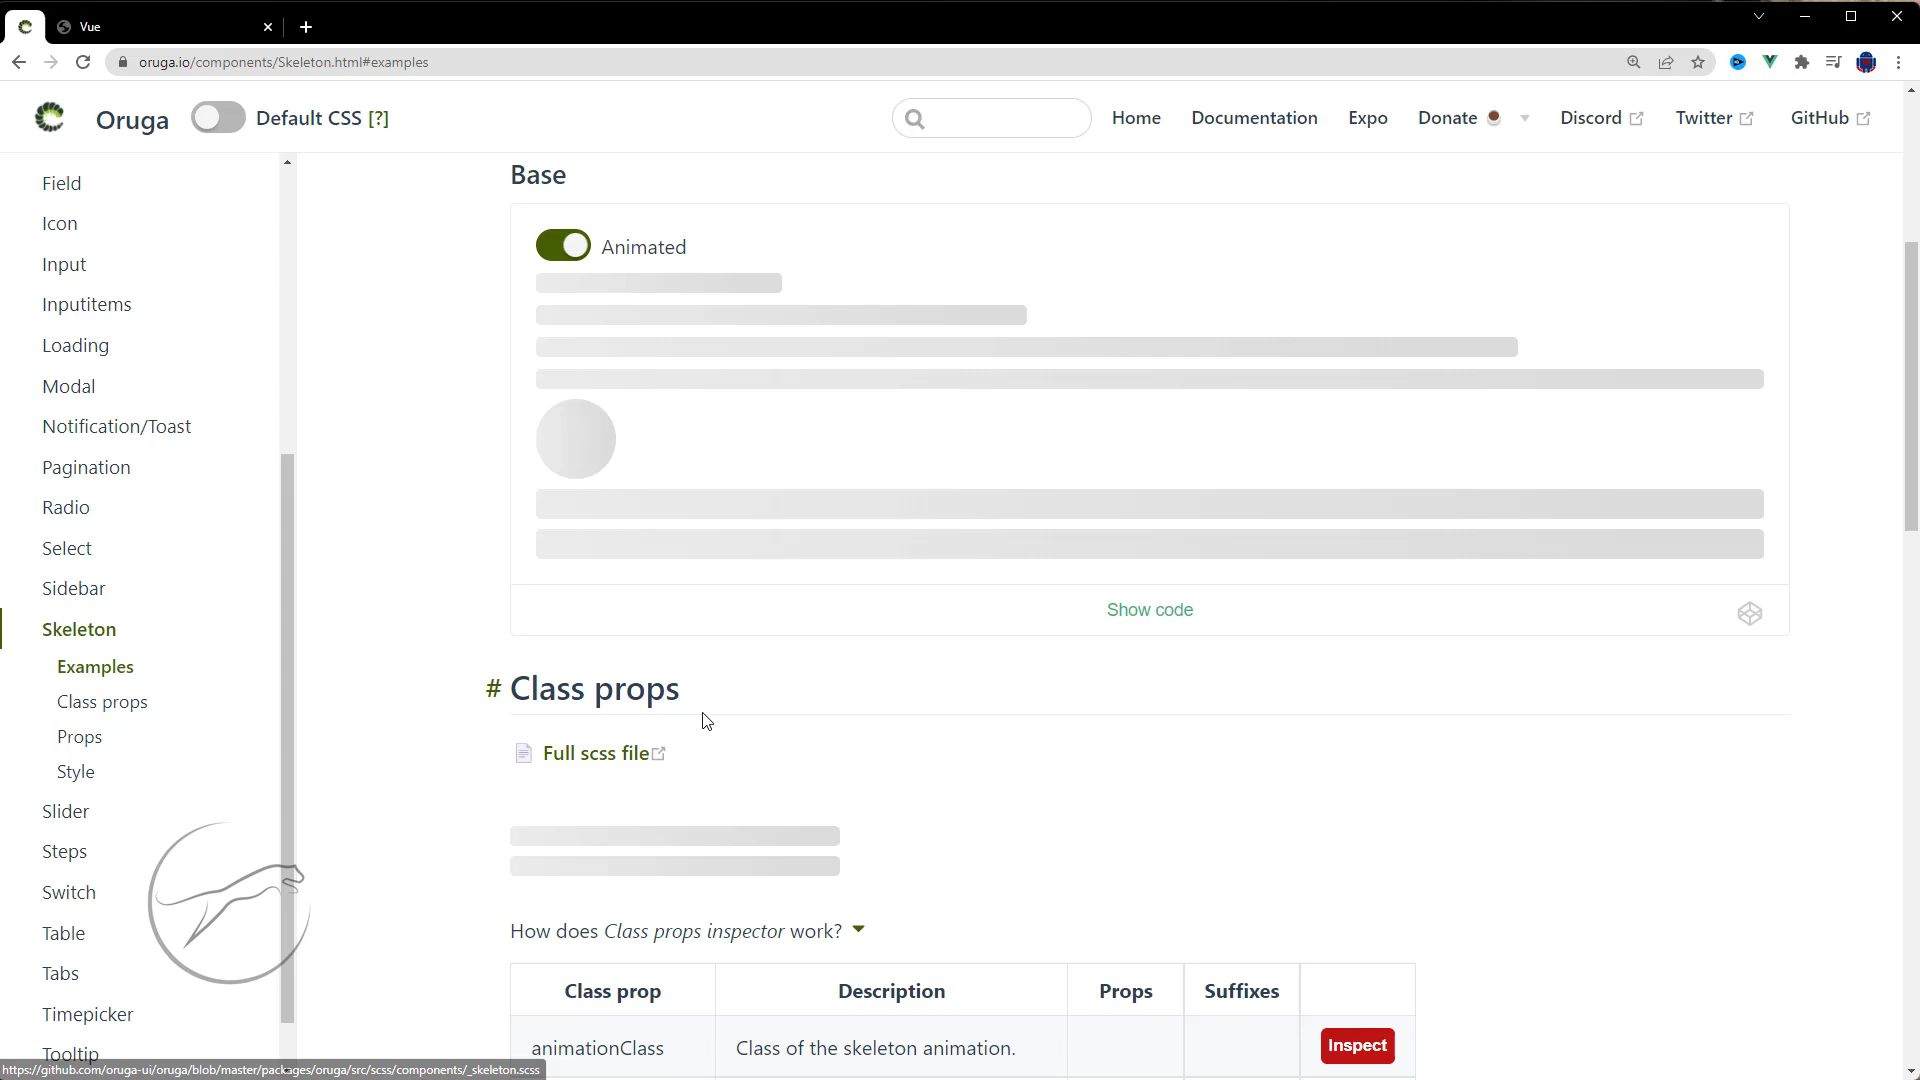 Vue
oruga.io/components/Skeleton.html#examples
Oruga
Default CSS [?]
Home
Documentation
Expo
Donate
Discord
Twitter
GitHub
Field
Icon
Input
Inputitems
Loading
Modal
Notification/Toast
Pagination
Radio
Select
Sidebar
Skeleton
Examples
Class props
Props
Style
Slider
Steps
Switch
Table
Tabs
Timepicker
Tooltip
Base
Animated
Show code
# Class props
Full scss file
How does Class props inspector work?
Class prop
Description
Props
Suffixes
animationClass
Class of the skeleton animation.
Inspect
https://github.com/oruga-ui/oruga/blob/master/packages/oruga/src/scss/components/_skeleton.scss